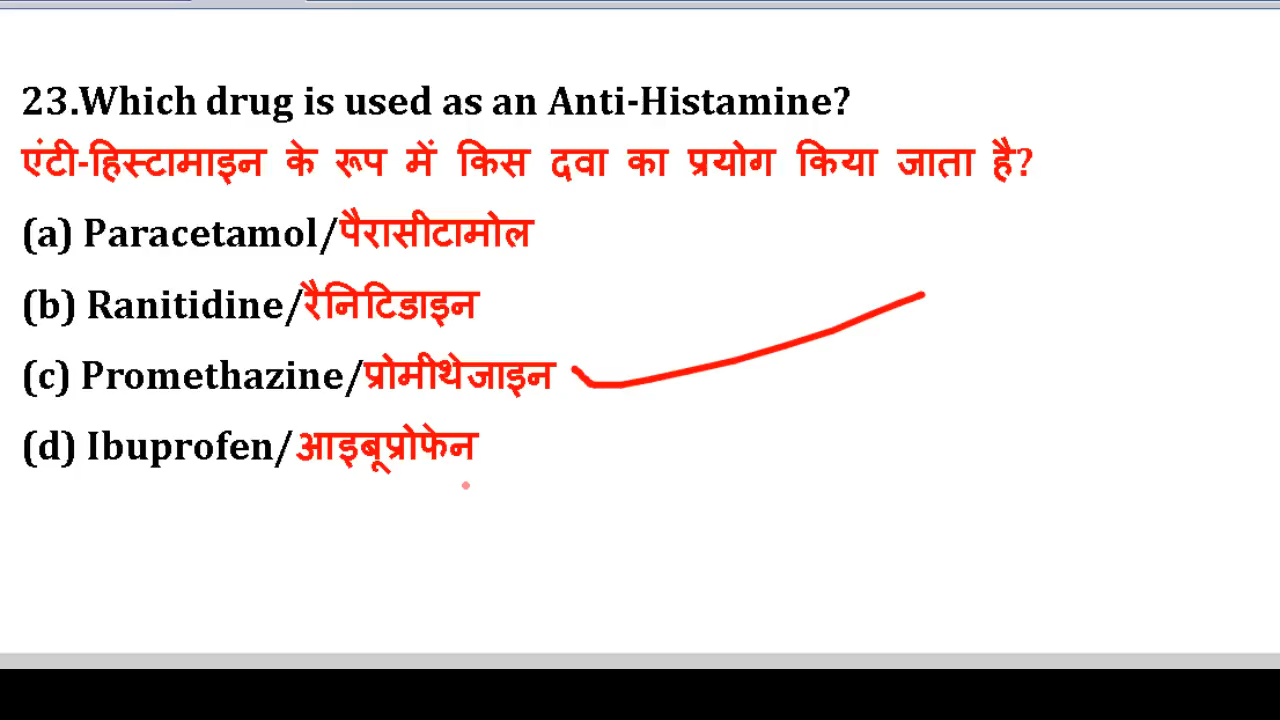 23.Which drug is used as an Anti-Histamine?
एंटी-हिस्टामाइन के रूप में किस दवा का प्रयोग किया जाता है?
(a) Paracetamol/पैरासीटामोल
(b) Ranitidine/रैनिटिडाइन
(c) Promethazine/प्रोमीथेजाइन
(d) Ibuprofen/आइबूप्रोफेन